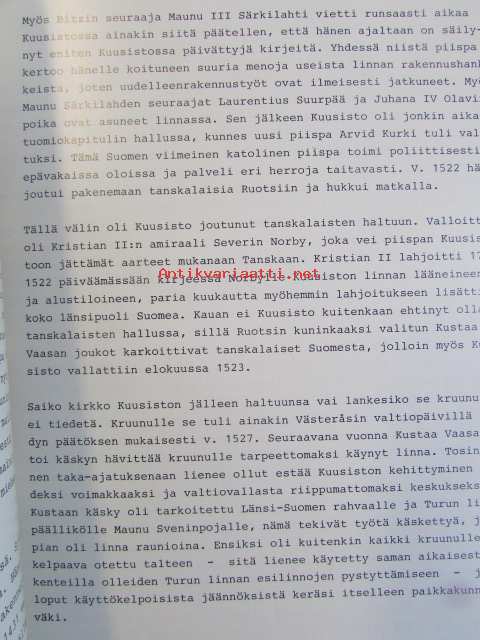 Myös Bitzin seuraaja Maunu III Särkilahti vietti runsaasti aikaa
Kuusistossa ainakin siitä päätellen, että hänen ajaltaan on säily-
nyt eniten Kuusistossa päivättyjä kirjeitä. Yhdessä niistä piispa
kertoo hänelle koituneen suuria menoja useista linnan rakennushank
keista, joten uudelleenrakennustyöt ovat ilmeisesti jatkuneet. Myö
Maunu Särkilahden seuraajat Laurentius Suurpää ja Juhana IV Olavin
poika ovat asuneet linnassa. Sen jälkeen Kuusisto oli jonkin aika
tuomiokapitulin hallussa, kunnes uusi piispa Arvid Kurki tuli val
tuksi. Tämä Suomen viimeinen katolinen piispa toimi poliittisesti
epävakaissa oloissa ja palveli eri herroja taitavasti. V. 1522 hä
joutui pakenemaan tanskalaisia Ruotsiin ja hukkui matkalla.
Tällä välin oli Kuusisto joutunut tanskalaisten haltuun. Valloitt
oli Kristian II:n amiraali Severin Norby, joka vei piispan Kuusis
toon jättämät aarteet mukanaan Tanskaan. Kristian II lahjoitti 17
Antikvariaatti.net
1522 päiväämässään kirjeessä Norbylle Kuusiston linnan lääneineen
ja alustiloineen, paria kuukautta myöhemmin lahjoitukseen lisätti
koko länsipuoli Suomea. Kauan ei Kuusisto kuitenkaan ehtinyt olla
tanskalaisten hallussa, sillä Ruotsin kuninkaaksi valitun Kustaa
Vaasan joukot karkoittivat tanskalaiset Suomesta, jolloin myös Ku
sisto vallattiin elokuussa 1523.
Saiko kirkko Kuusiston jälleen haltuunsa vai lankesiko se kruunu
ei tiedetä. Kruunulle se tuli ainakin Västeråsin valtiopäivillä
dyn päätöksen mukaisesti v. 1527. Seuraavana vuonna Kustaa Vaasa
toi käskyn hävittää kruunulle tarpeettomaksi käynyt linna. Tosin
nen taka-ajatuksenaan lienee ollut estää Kuusiston kehittyminen
deksi voimakkaaksi ja valtiovallasta riippumattomaksi keskukseks
Kustaan käsky oli tarkoitettu Länsi-Suomen rahvaalle ja Turun li
päällikölle Maunu Sveninpojalle, nämä tekivät työtä käskettyä, j
pian oli linna raunioina. Ensiksi oli kuitenkin kaikki kruunulle
kelpaava otettu talteen - sitä lienee käytetty saman aikaisest
kenteilla olleiden Turun linnan esilinnojen pystyttämiseen - j
loput käyttökelpoisista jäännöksistä keräsi itselleen paikkakunn
väki.